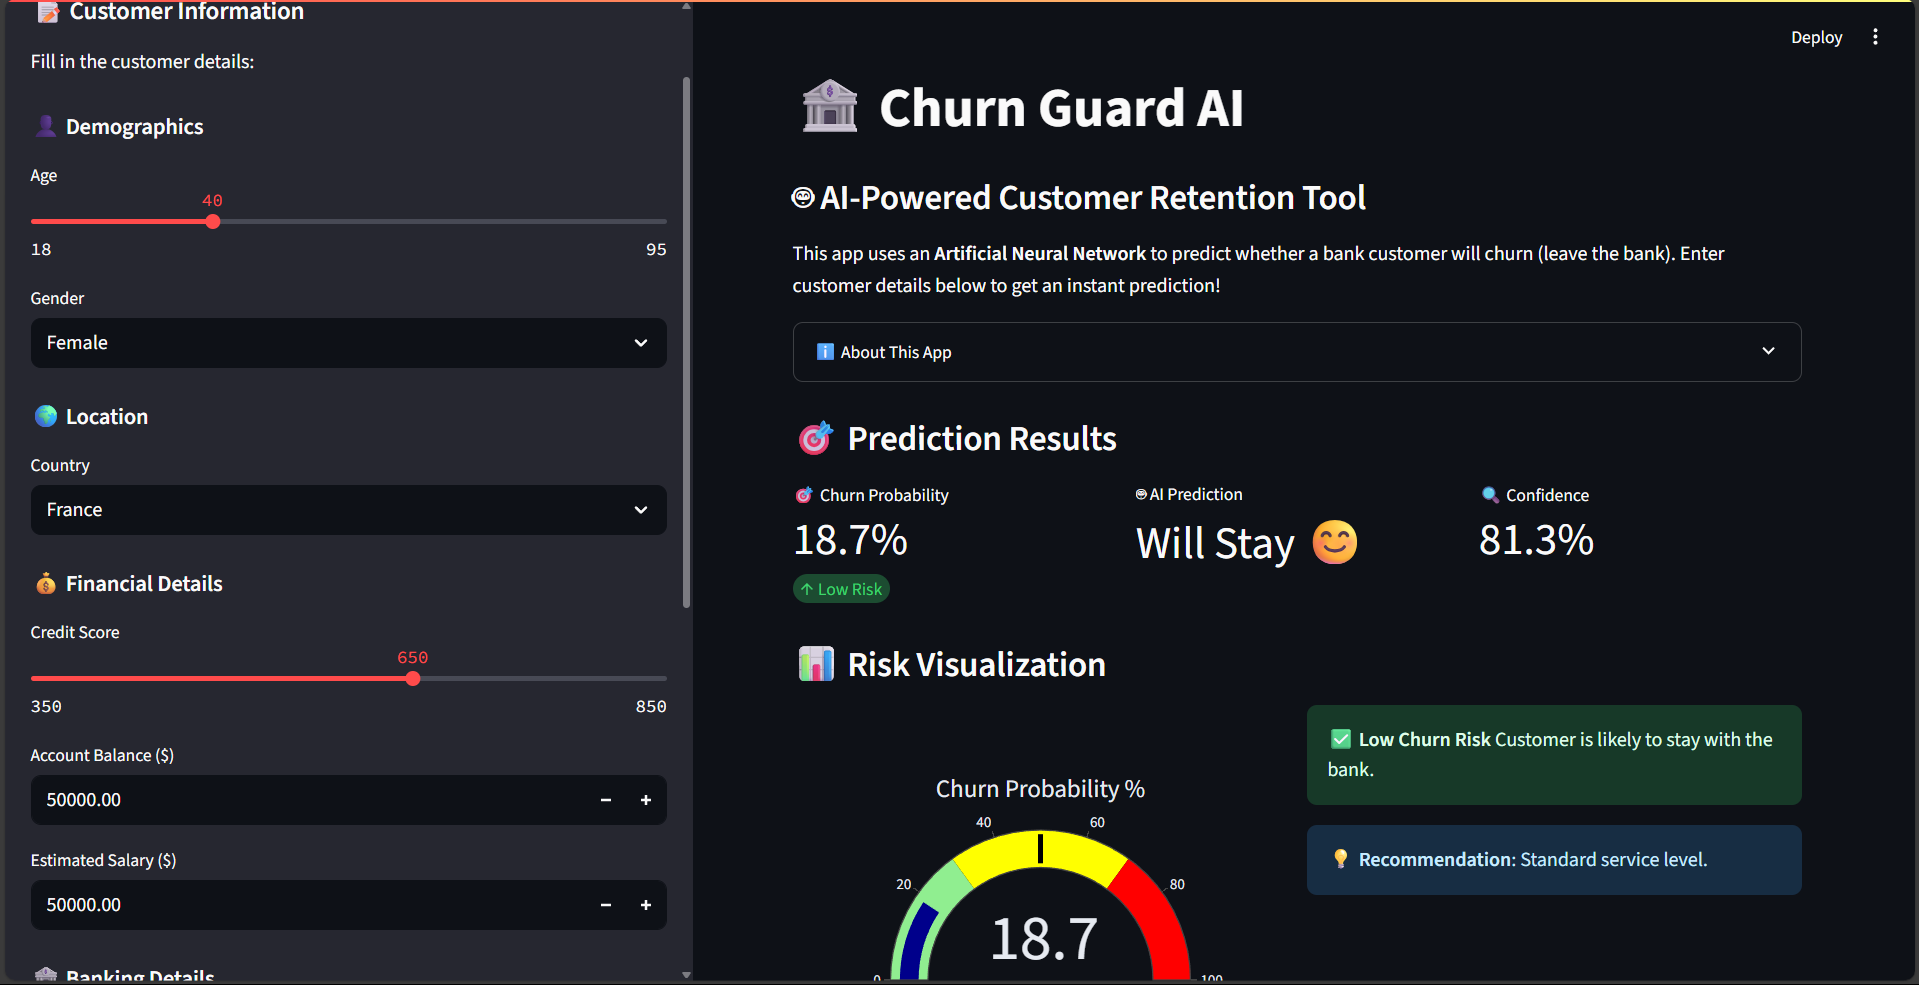 Customer Information
Fill in the customer details:
Demographics
Age
40
18 95
Gender
Female
Location
Country
France
Financial Details
Credit Score
650
350 850
Account Balance ($)
50000.00
Estimated Salary ($)
50000.00
Banking Details
Deploy
Churn Guard AI
AI-Powered Customer Retention Tool
This app uses an Artificial Neural Network to predict whether a bank customer will churn (leave the bank). Enter
customer details below to get an instant prediction!
About This App
Prediction Results
Churn Probability
18.7%
↑ Low Risk
AI Prediction
Will Stay 😊
Confidence
81.3%
Risk Visualization
Churn Probability %
0
20
40
60
80
100
18.7
Low Churn Risk Customer is likely to stay with the
bank.
Recommendation: Standard service level.